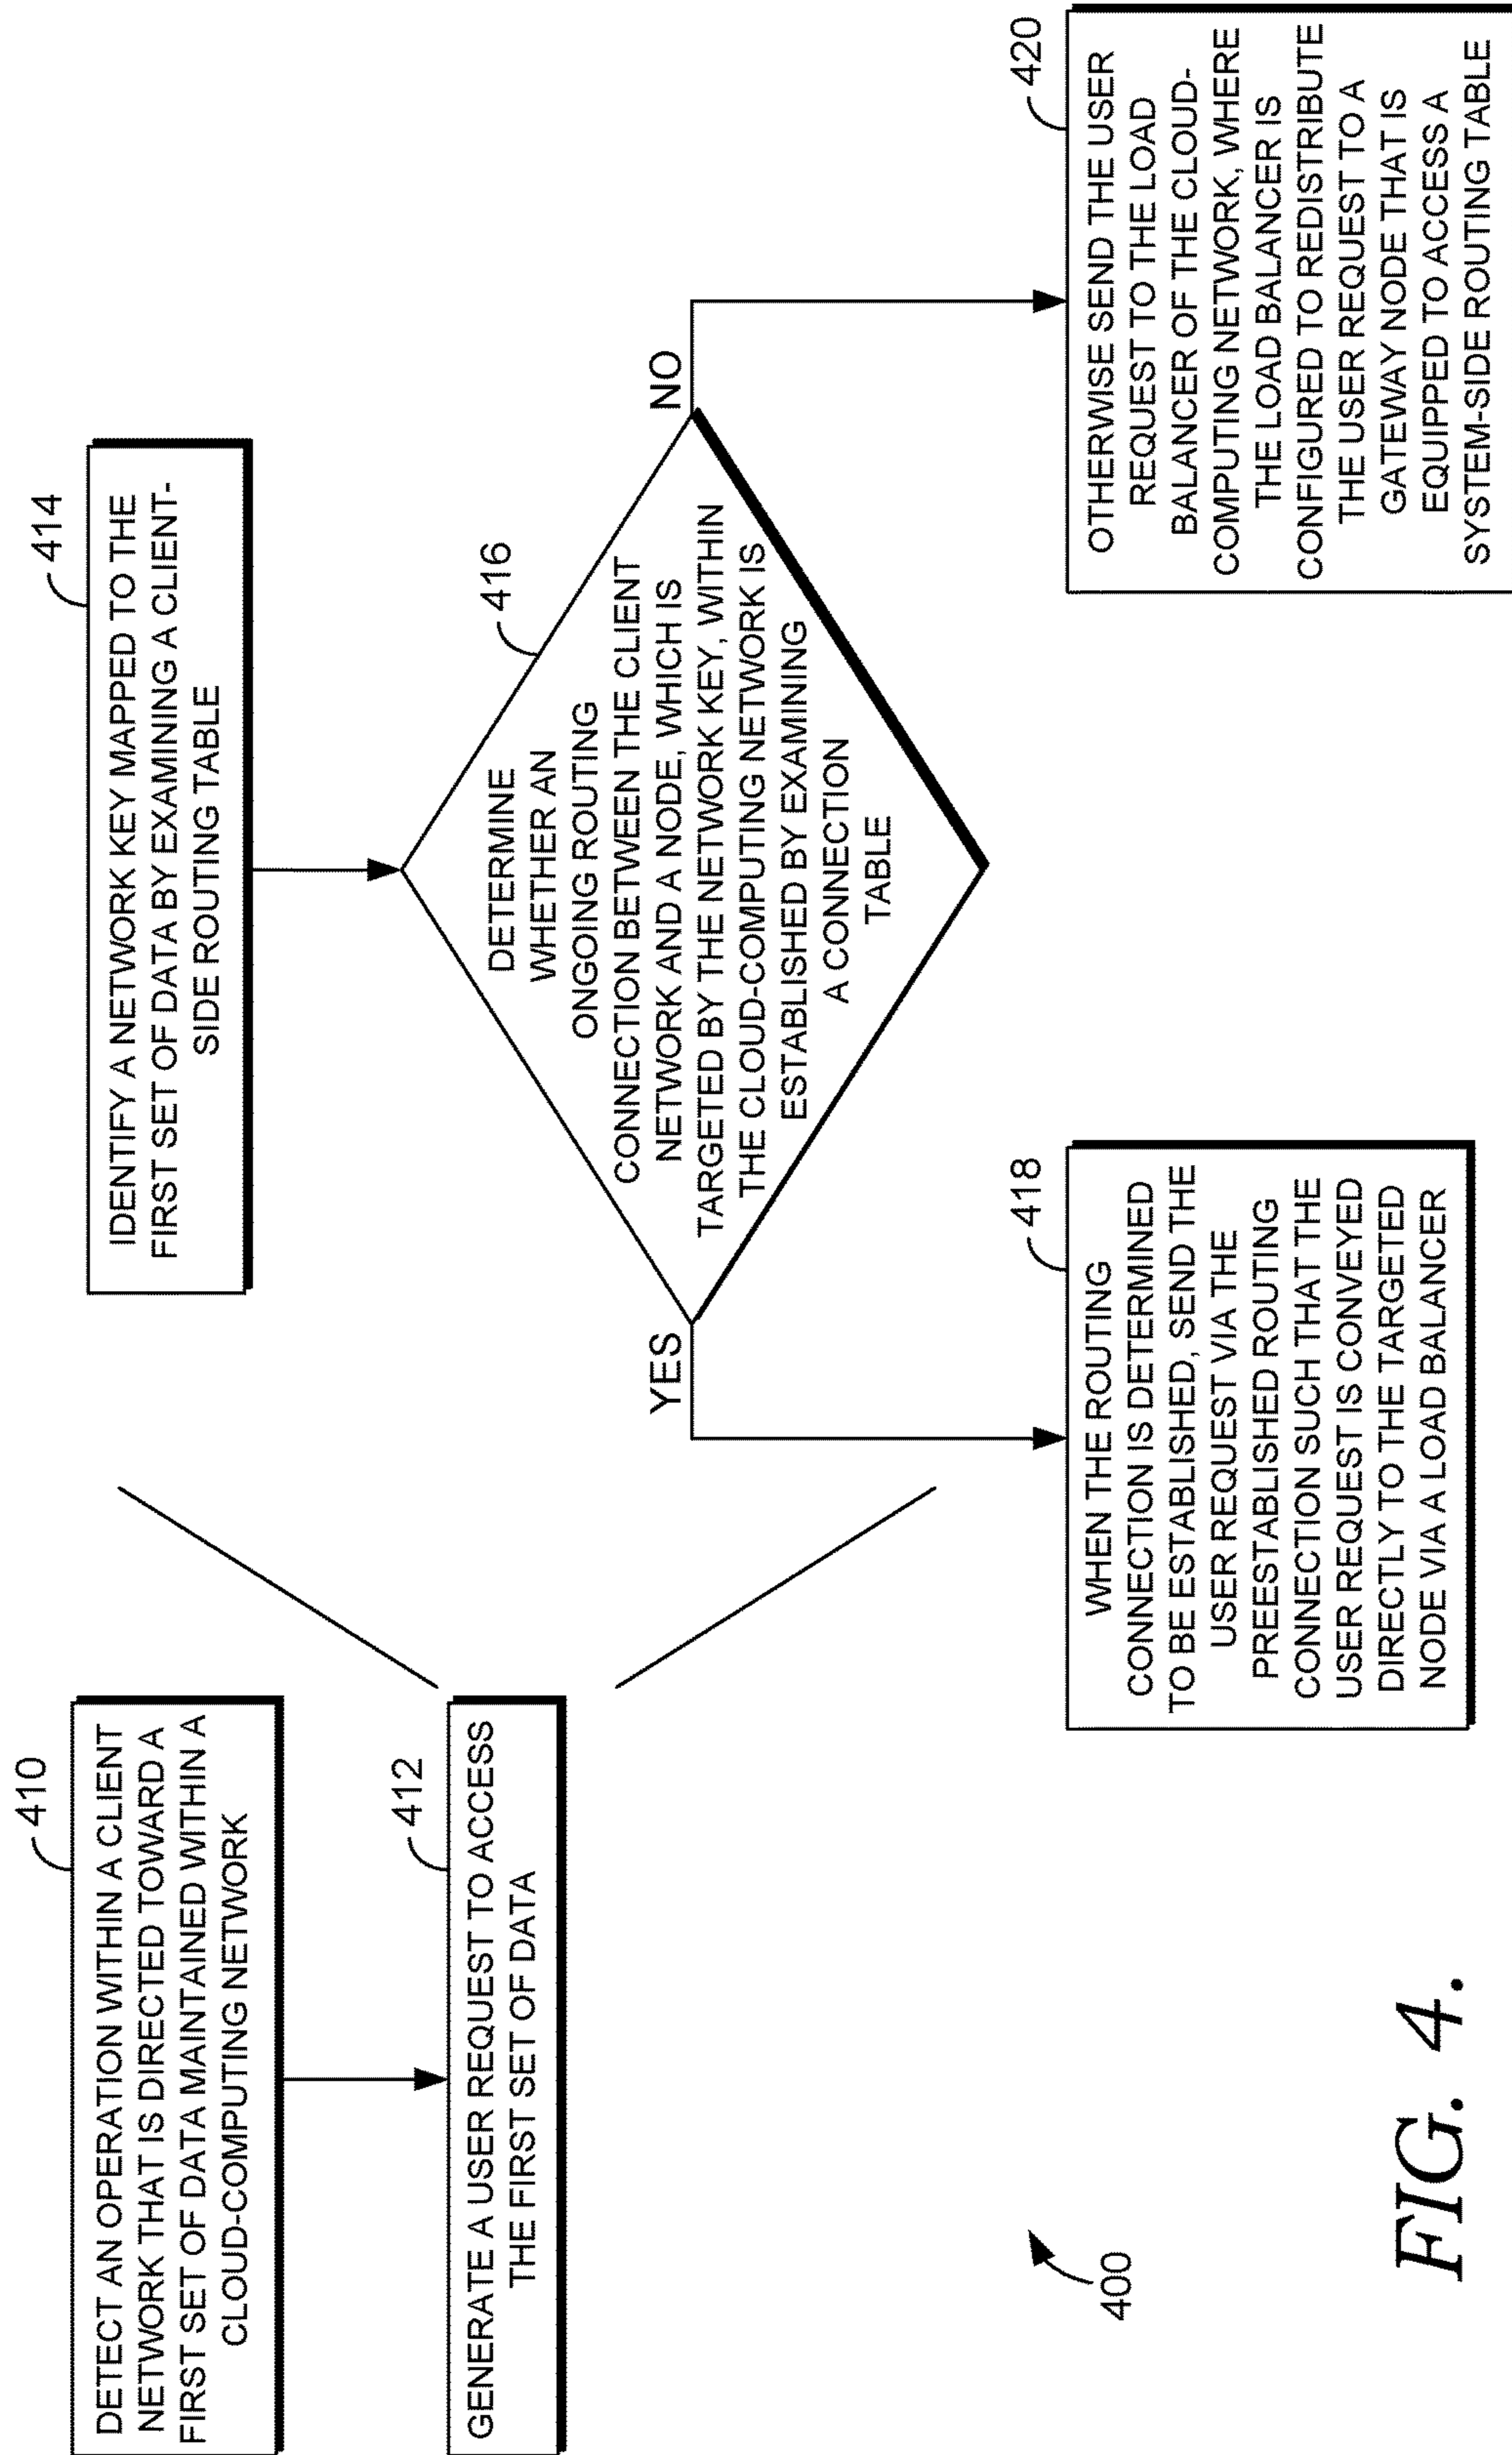 410
DETECT AN OPERATION WITHIN A CLIENT
NETWORK THAT IS DIRECTED TOWARD A
FIRST SET OF DATA MAINTAINED WITHIN A
CLOUD-COMPUTING NETWORK
412
GENERATE A USER REQUEST TO ACCESS
THE FIRST SET OF DATA
414
IDENTIFY A NETWORK KEY MAPPED TO THE
FIRST SET OF DATA BY EXAMINING A CLIENT-
SIDE ROUTING TABLE
416
DETERMINE
WHETHER AN
ONGOING ROUTING
CONNECTION BETWEEN THE CLIENT
NETWORK AND A NODE, WHICH IS
TARGETED BY THE NETWORK KEY, WITHIN
THE CLOUD-COMPUTING NETWORK IS
ESTABLISHED BY EXAMINING
A CONNECTION
TABLE
YES
NO
418
WHEN THE ROUTING
CONNECTION IS DETERMINED
TO BE ESTABLISHED, SEND THE
USER REQUEST VIA THE
PREESTABLISHED ROUTING
CONNECTION SUCH THAT THE
USER REQUEST IS CONVEYED
DIRECTLY TO THE TARGETED
NODE VIA A LOAD BALANCER
420
OTHERWISE SEND THE USER
REQUEST TO THE LOAD
BALANCER OF THE CLOUD-
COMPUTING NETWORK, WHERE
THE LOAD BALANCER IS
CONFIGURED TO REDISTRIBUTE
THE USER REQUEST TO A
GATEWAY NODE THAT IS
EQUIPPED TO ACCESS A
SYSTEM-SIDE ROUTING TABLE
400
FIG. 4.